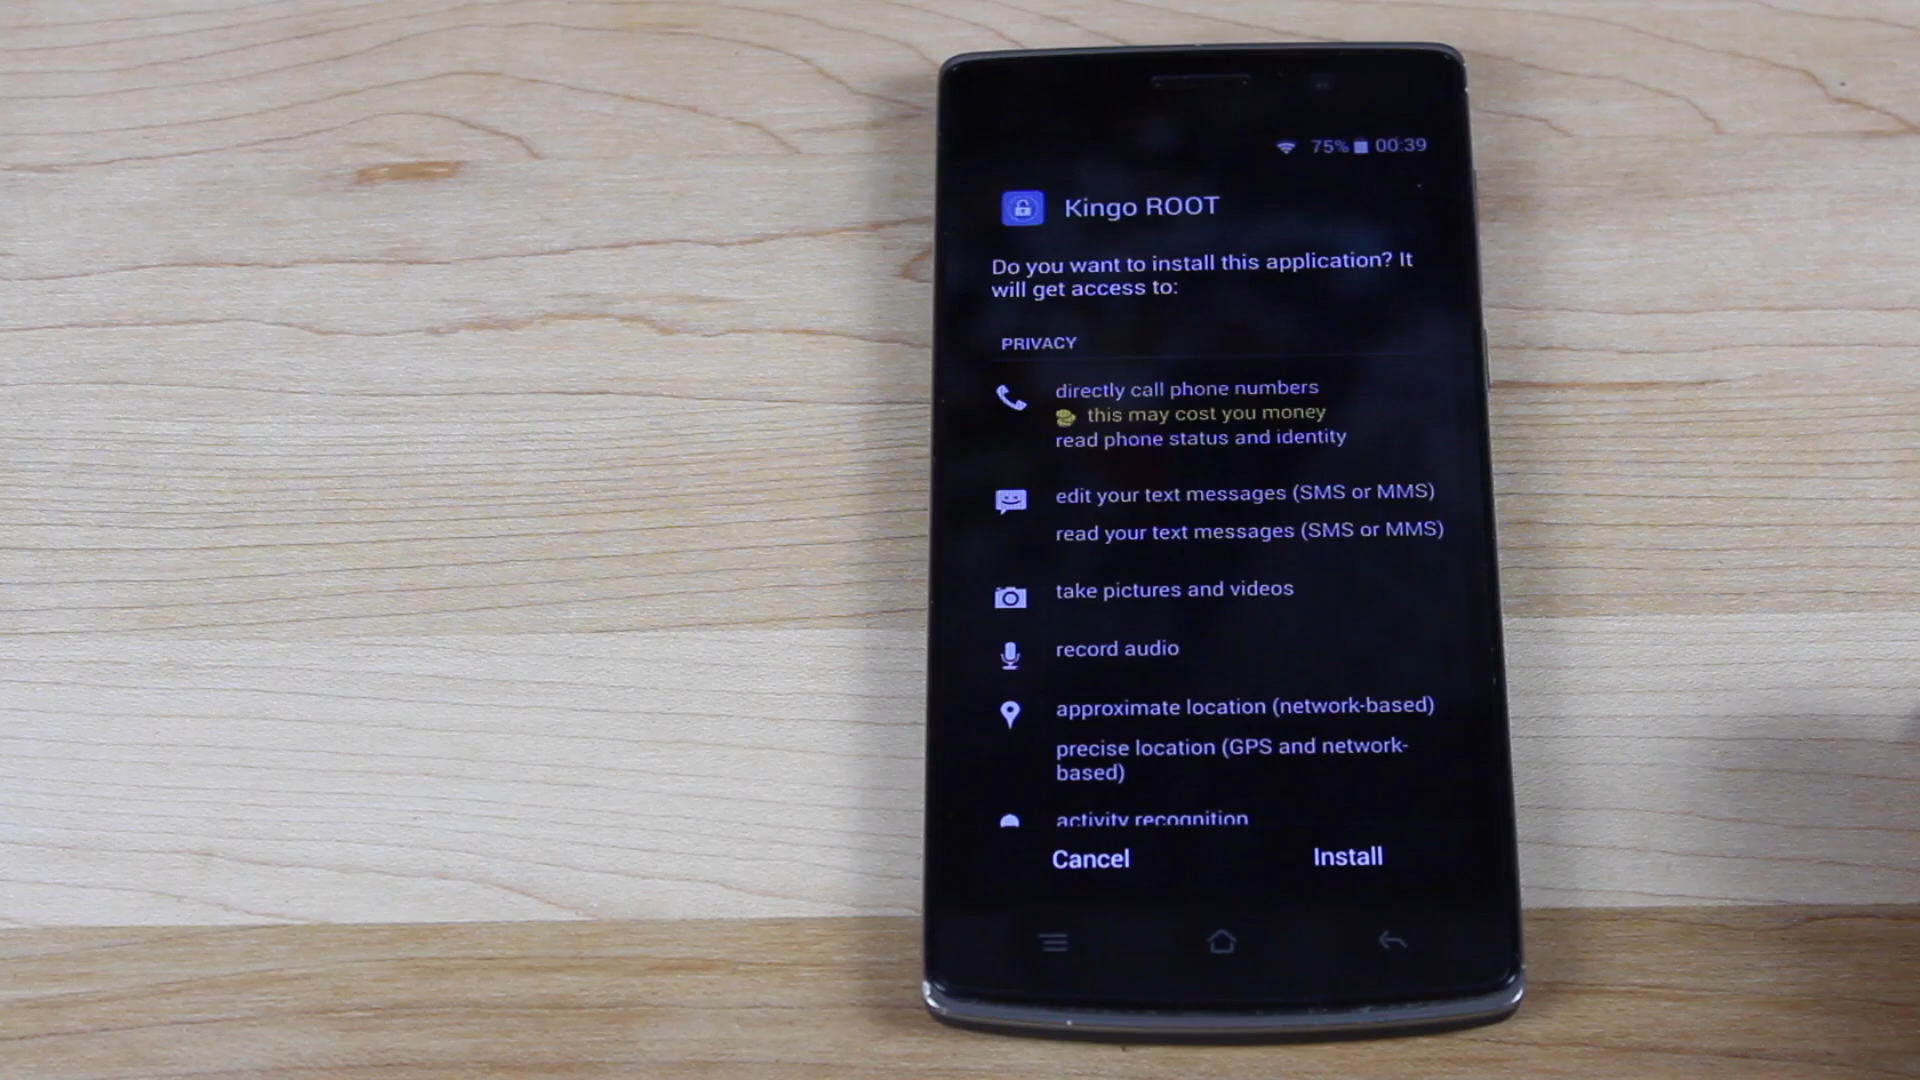 75% 00:39
Kingo ROOT
Do you want to install this application? It
will get access to:
PRIVACY
directly call phone numbers
this may cost you money
read phone status and identity
edit your text messages (SMS or MMS)
read your text messages (SMS or MMS)
take pictures and videos
record audio
approximate location (network-based)
precise location (GPS and network-
based)
activity recognition
Cancel Install